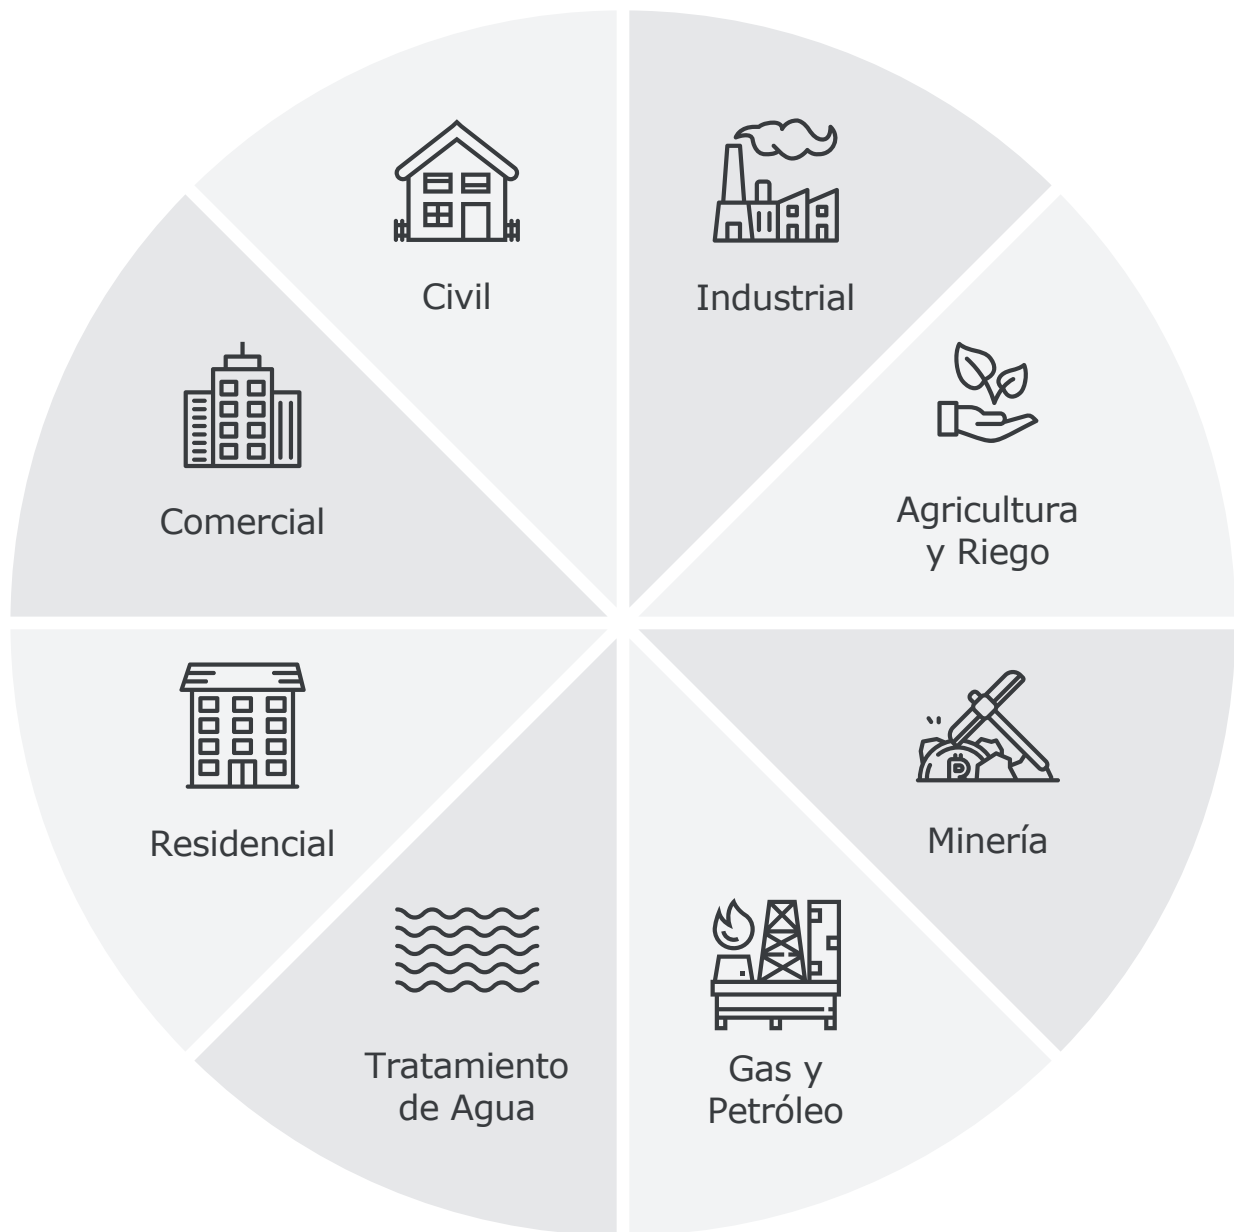 Civil
Industrial
Comercial
Agricultura
y Riego
Residencial
Minería
Tratamiento
de Agua
Gas y
Petróleo